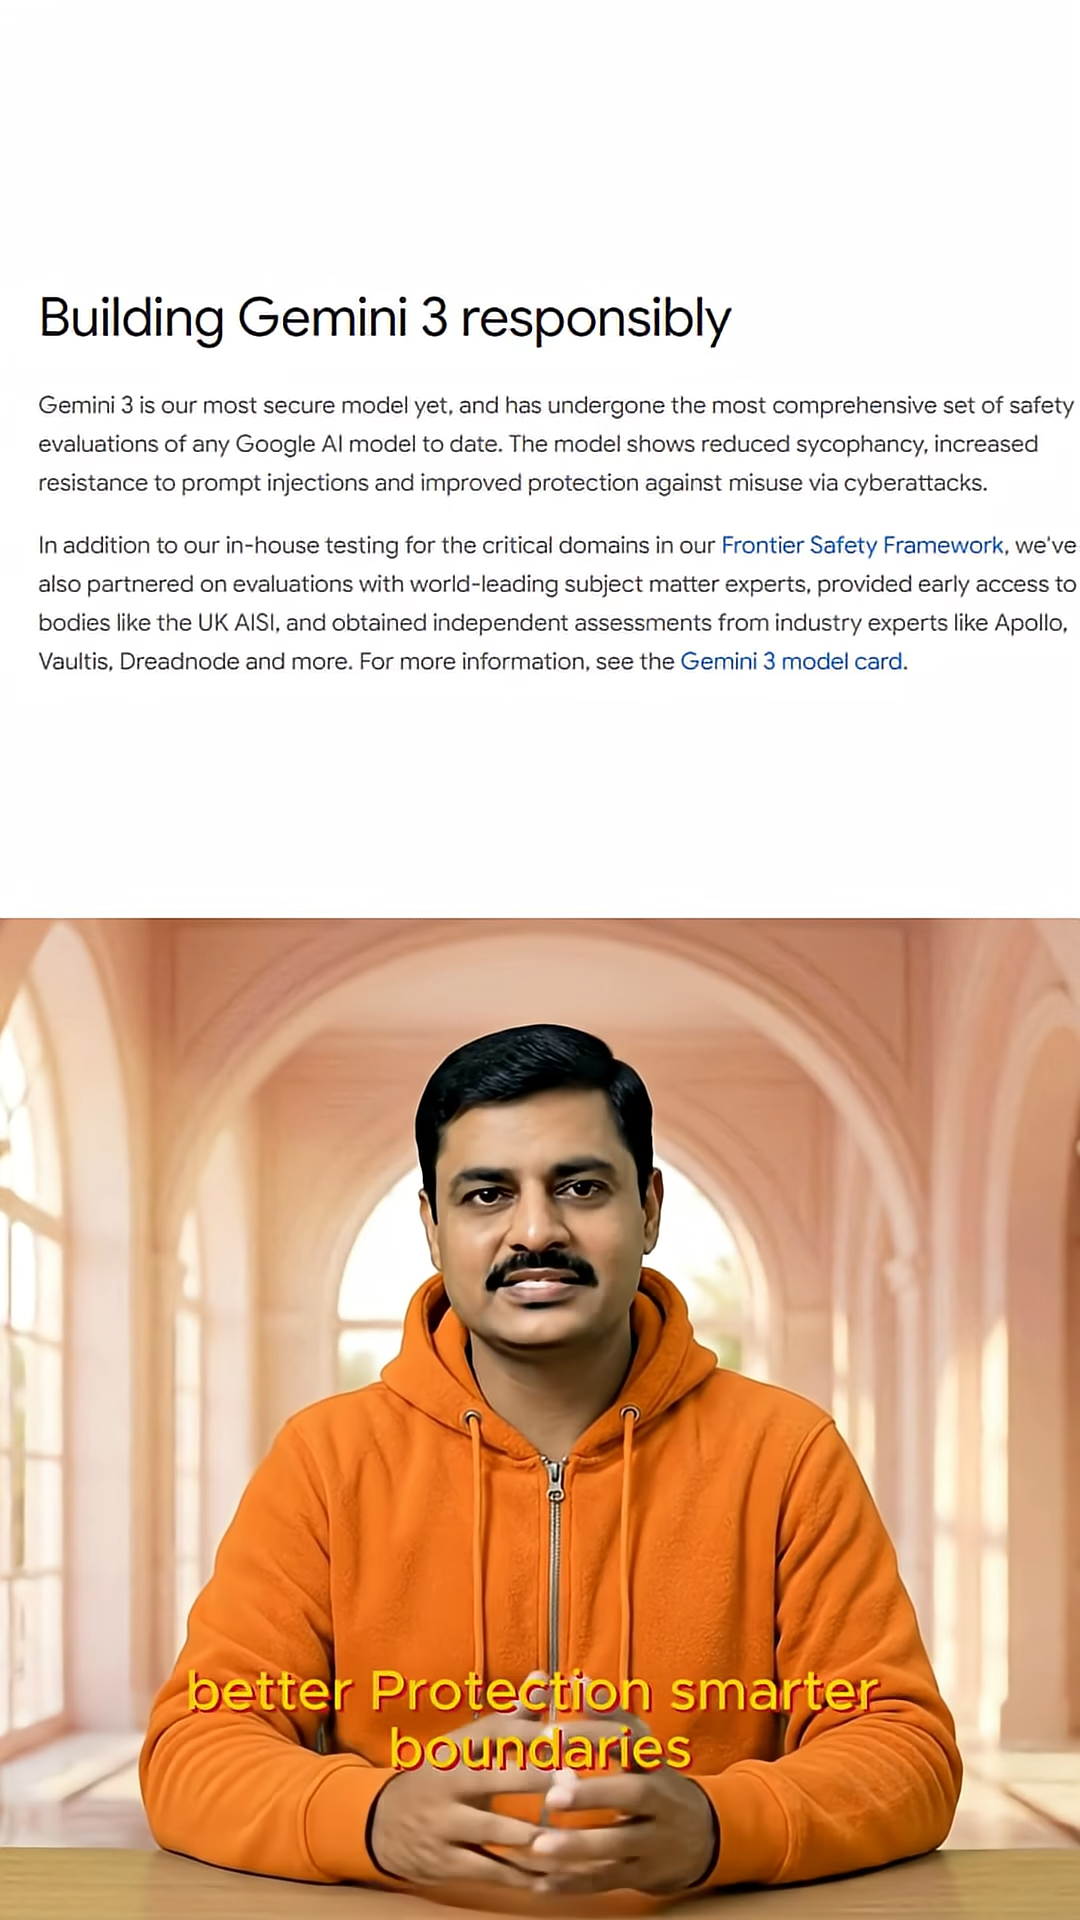 Building Gemini 3 responsibly
Gemini 3 is our most secure model yet, and has undergone the most comprehensive set of safety
evaluations of any Google AI model to date. The model shows reduced sycophancy, increased
resistance to prompt injections and improved protection against misuse via cyberattacks.
In addition to our in-house testing for the critical domains in our Frontier Safety Framework, we've
also partnered on evaluations with world-leading subject matter experts, provided early access to
bodies like the UK AISI, and obtained independent assessments from industry experts like Apollo,
Vaultis, Dreadnode and more. For more information, see the Gemini 3 model card.
better Protection smarter
boundaries